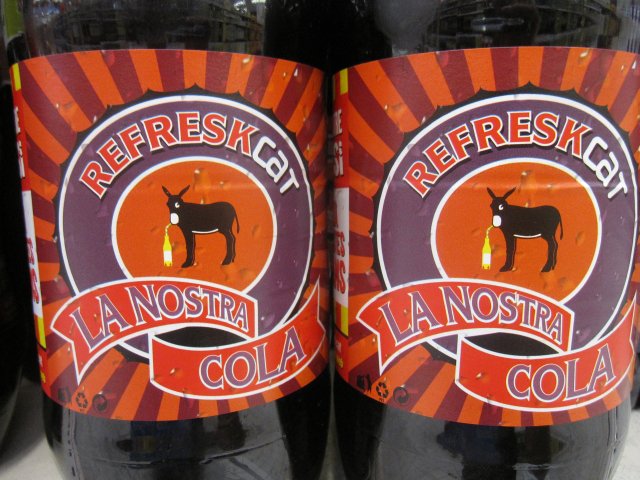 REFRESKcaT
LA NOSTRA
COLA
REFRESKcaT
LA NOSTRA
COLA